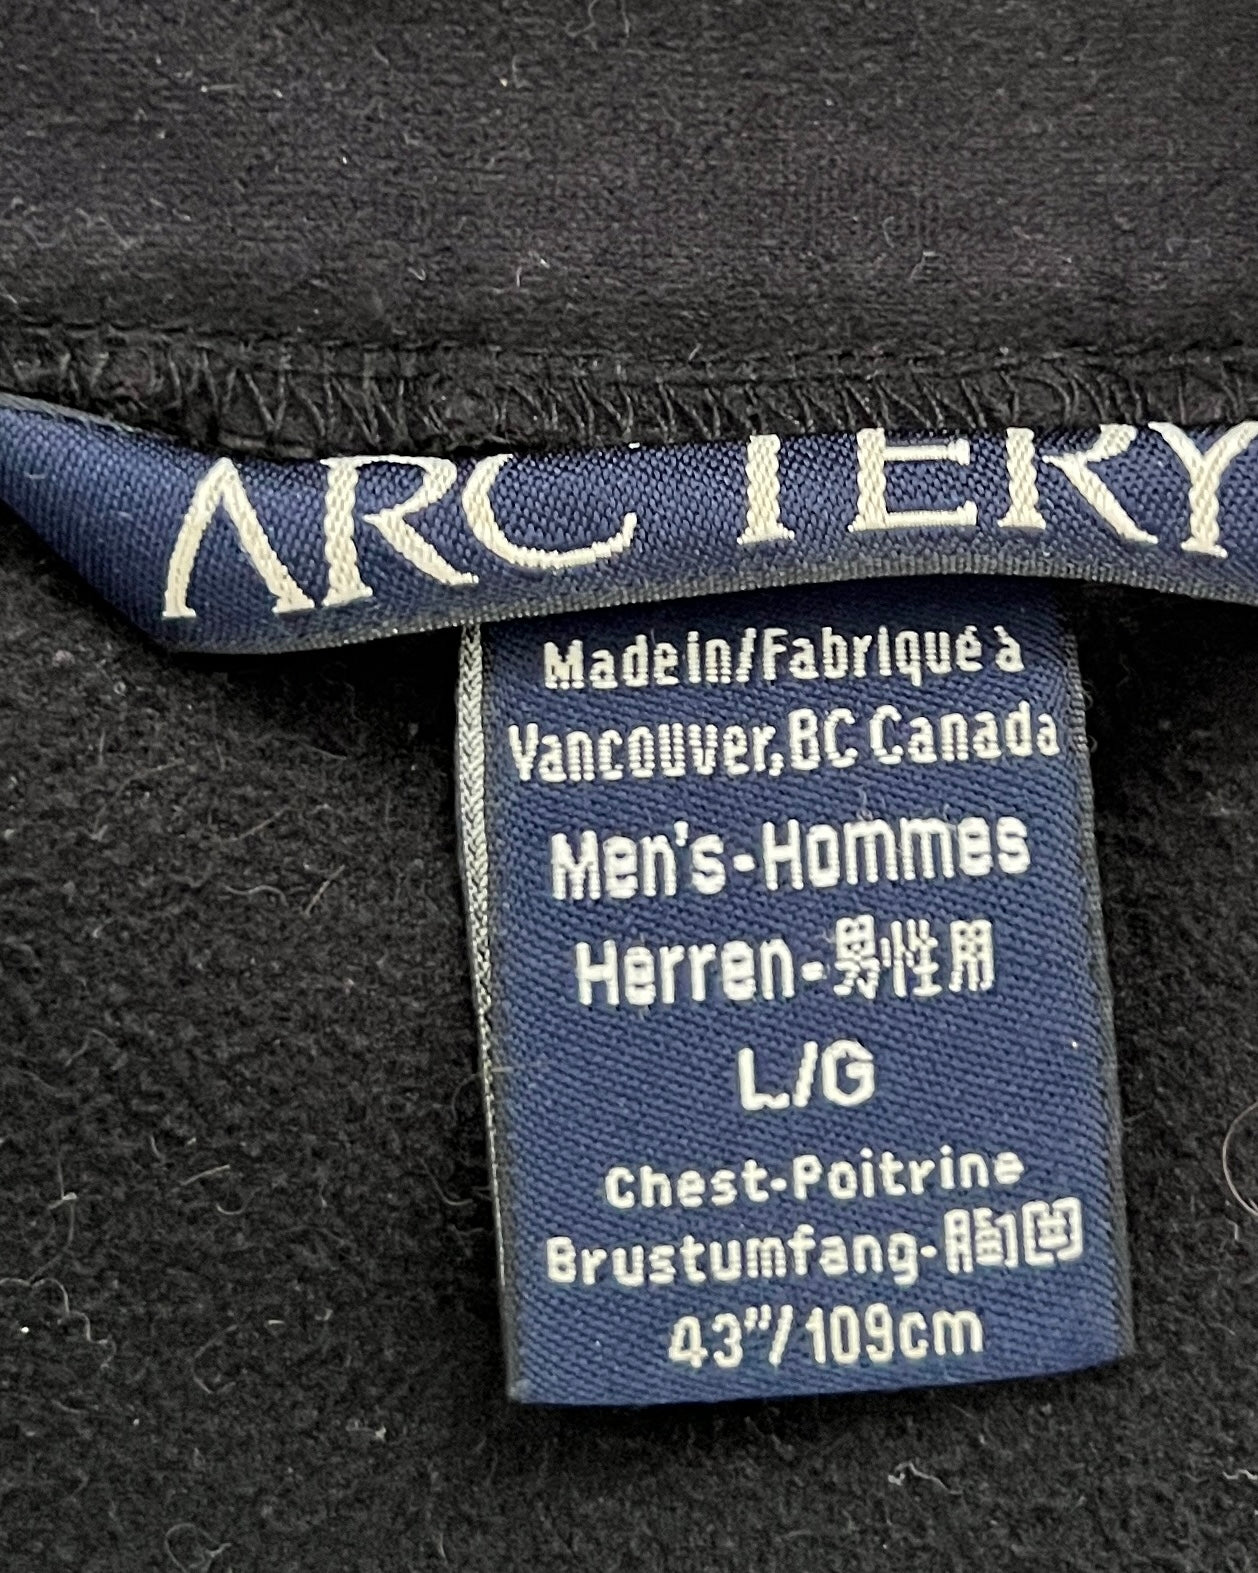 ARC'TERY
Made in/Fabriqué à
Vancouver, BC Canada
Men's-Hommes
Herren-男性用
L/G
Chest-Poitrine
Brustumfang-胸囲
43"/109cm